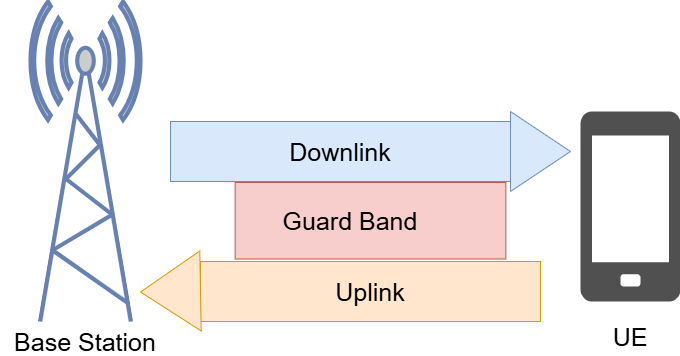 Downlink
Guard Band
Uplink
Base Station
UE